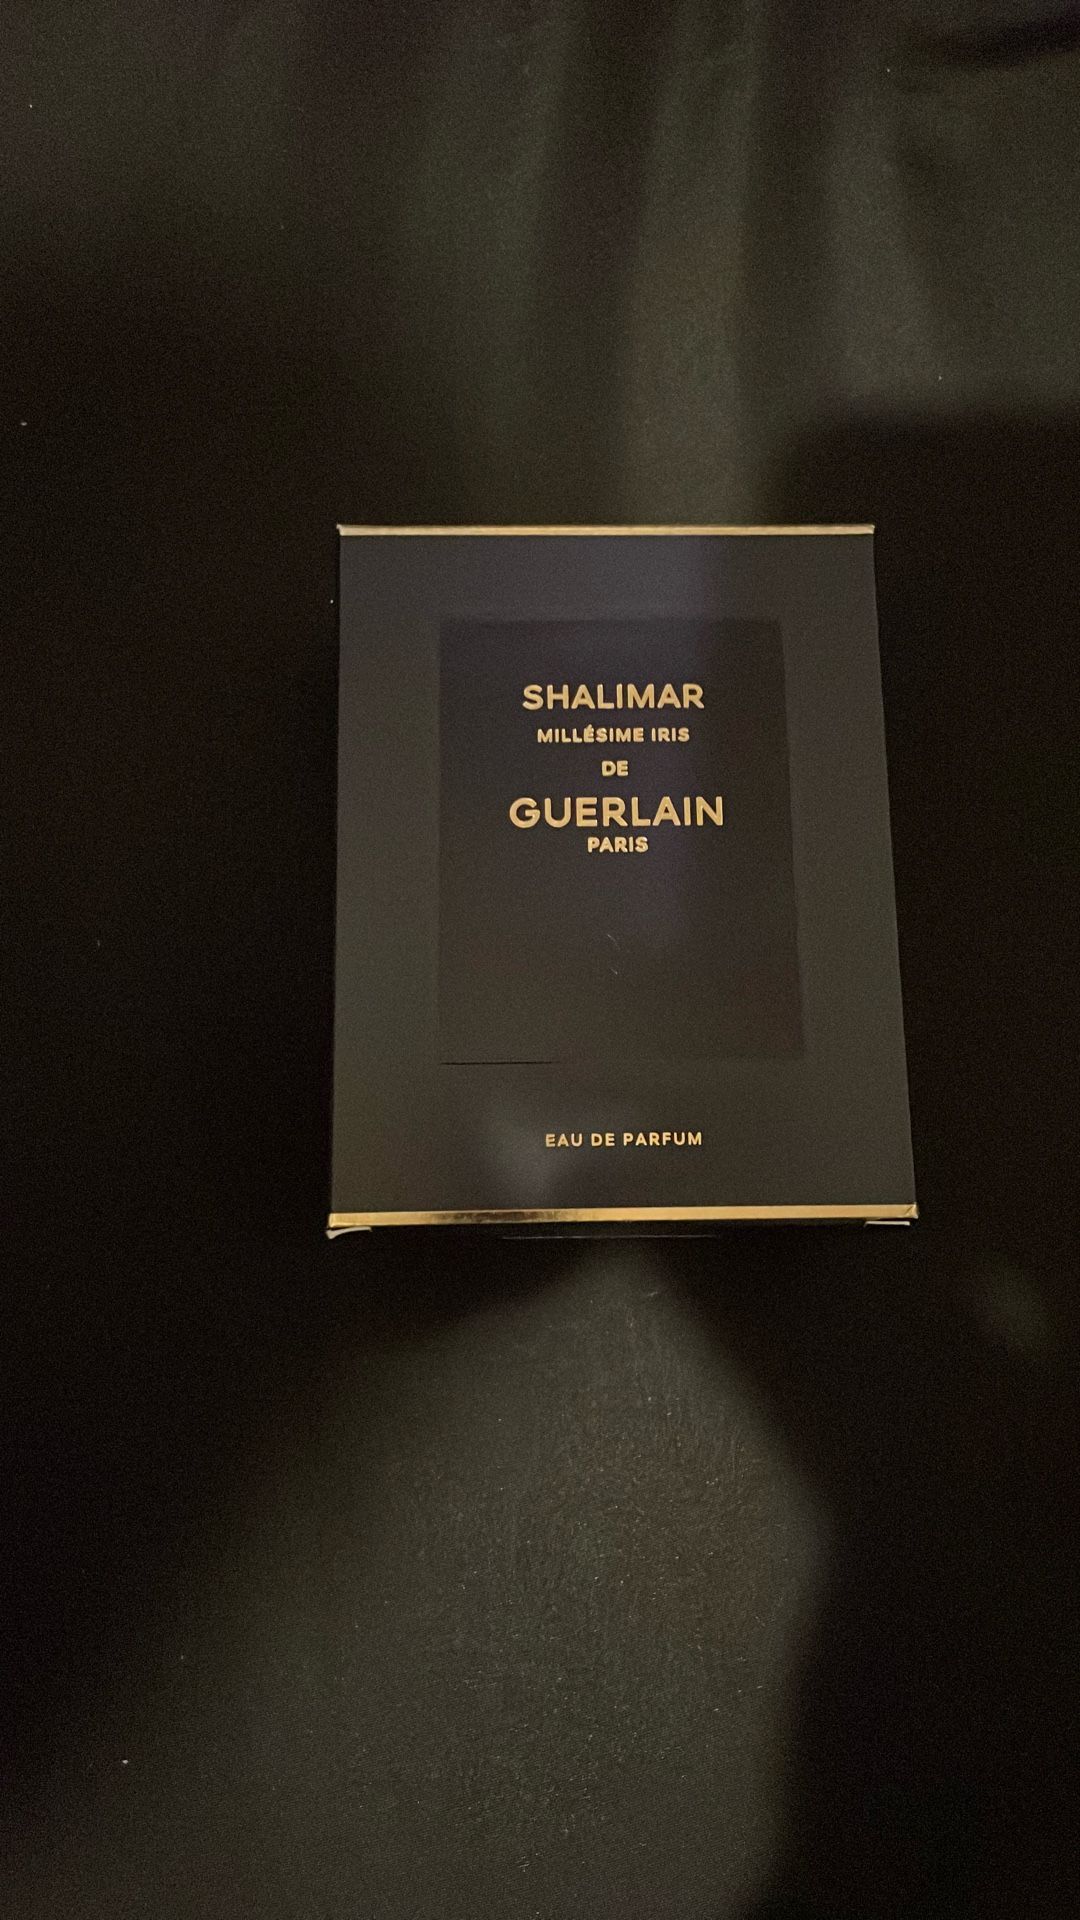 SHALIMAR
MILLÉSIME IRIS
DE
GUERLAIN
PARIS
EAU DE PARFUM